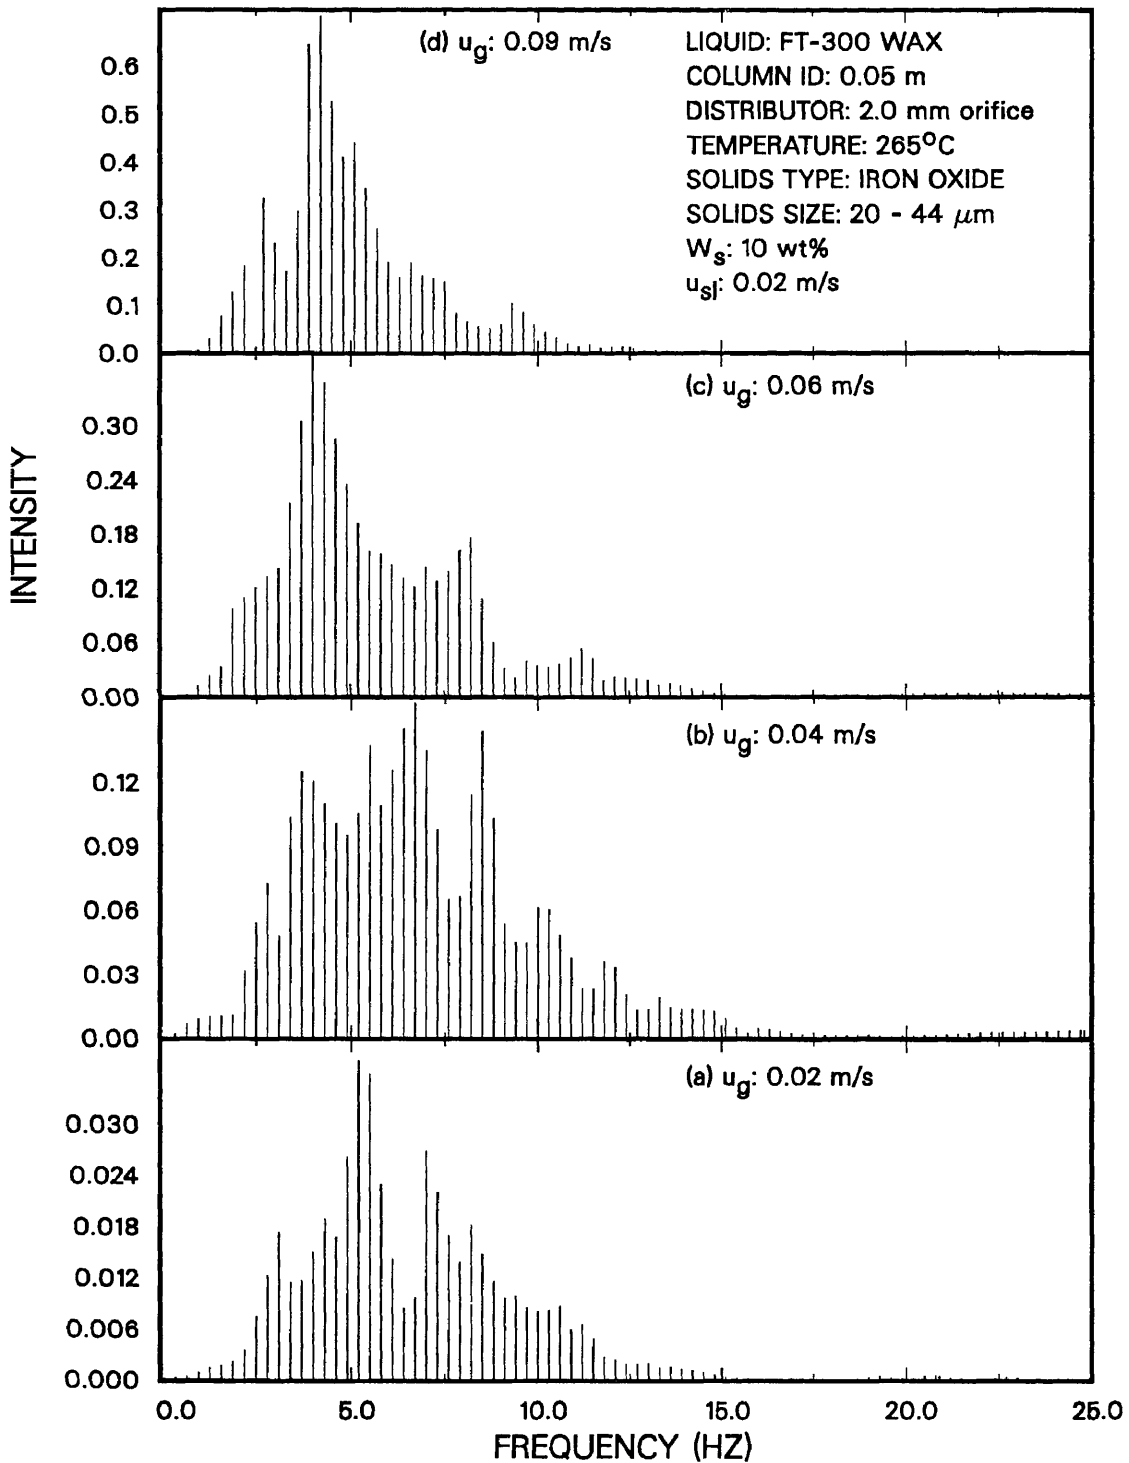 (d) ug: 0.09 m/s
LIQUID: FT-300 WAX
COLUMN ID: 0.05 m
DISTRIBUTOR: 2.0 mm orifice
TEMPERATURE: 265°C
SOLIDS TYPE: IRON OXIDE
SOLIDS SIZE: 20 - 44 μm
Ws: 10 wt%
usl: 0.02 m/s
0.6
0.5
0.4
0.3
0.2
0.1
0.0
(c) ug: 0.06 m/s
0.30
0.24
0.18
0.12
0.06
0.00
INTENSITY
(b) ug: 0.04 m/s
0.12
0.09
0.06
0.03
0.00
(a) ug: 0.02 m/s
0.030
0.024
0.018
0.012
0.006
0.000
0.0 5.0 10.0 15.0 20.0 25.0
FREQUENCY (HZ)